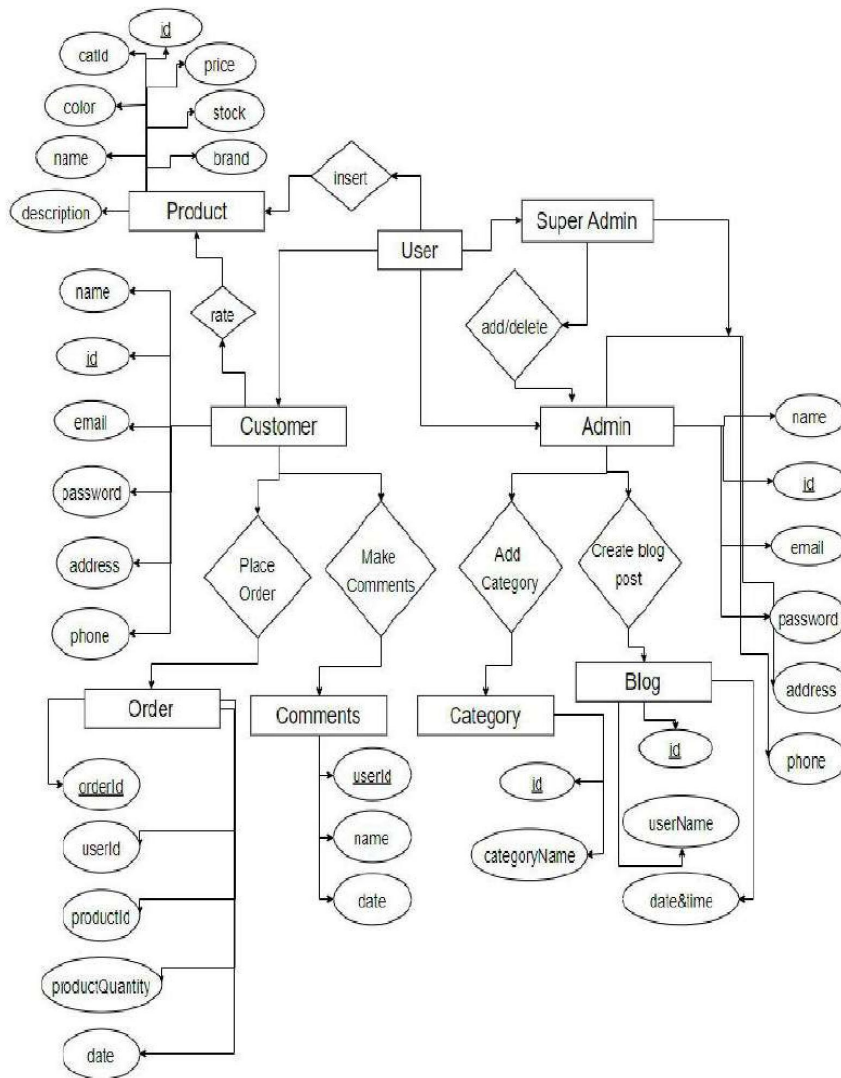 id
catId
price
color
stock
name
brand
insert
description
Product
Super Admin
User
name
rate
add/delete
id
Customer
Admin
name
email
id
password
Place
Order
Make
Comments
Add
Category
Create blog
post
email
address
password
phone
Order
Comments
Category
Blog
address
orderId
userId
id
id
phone
userId
name
categoryName
userName
productId
date
date&time
productQuantity
date